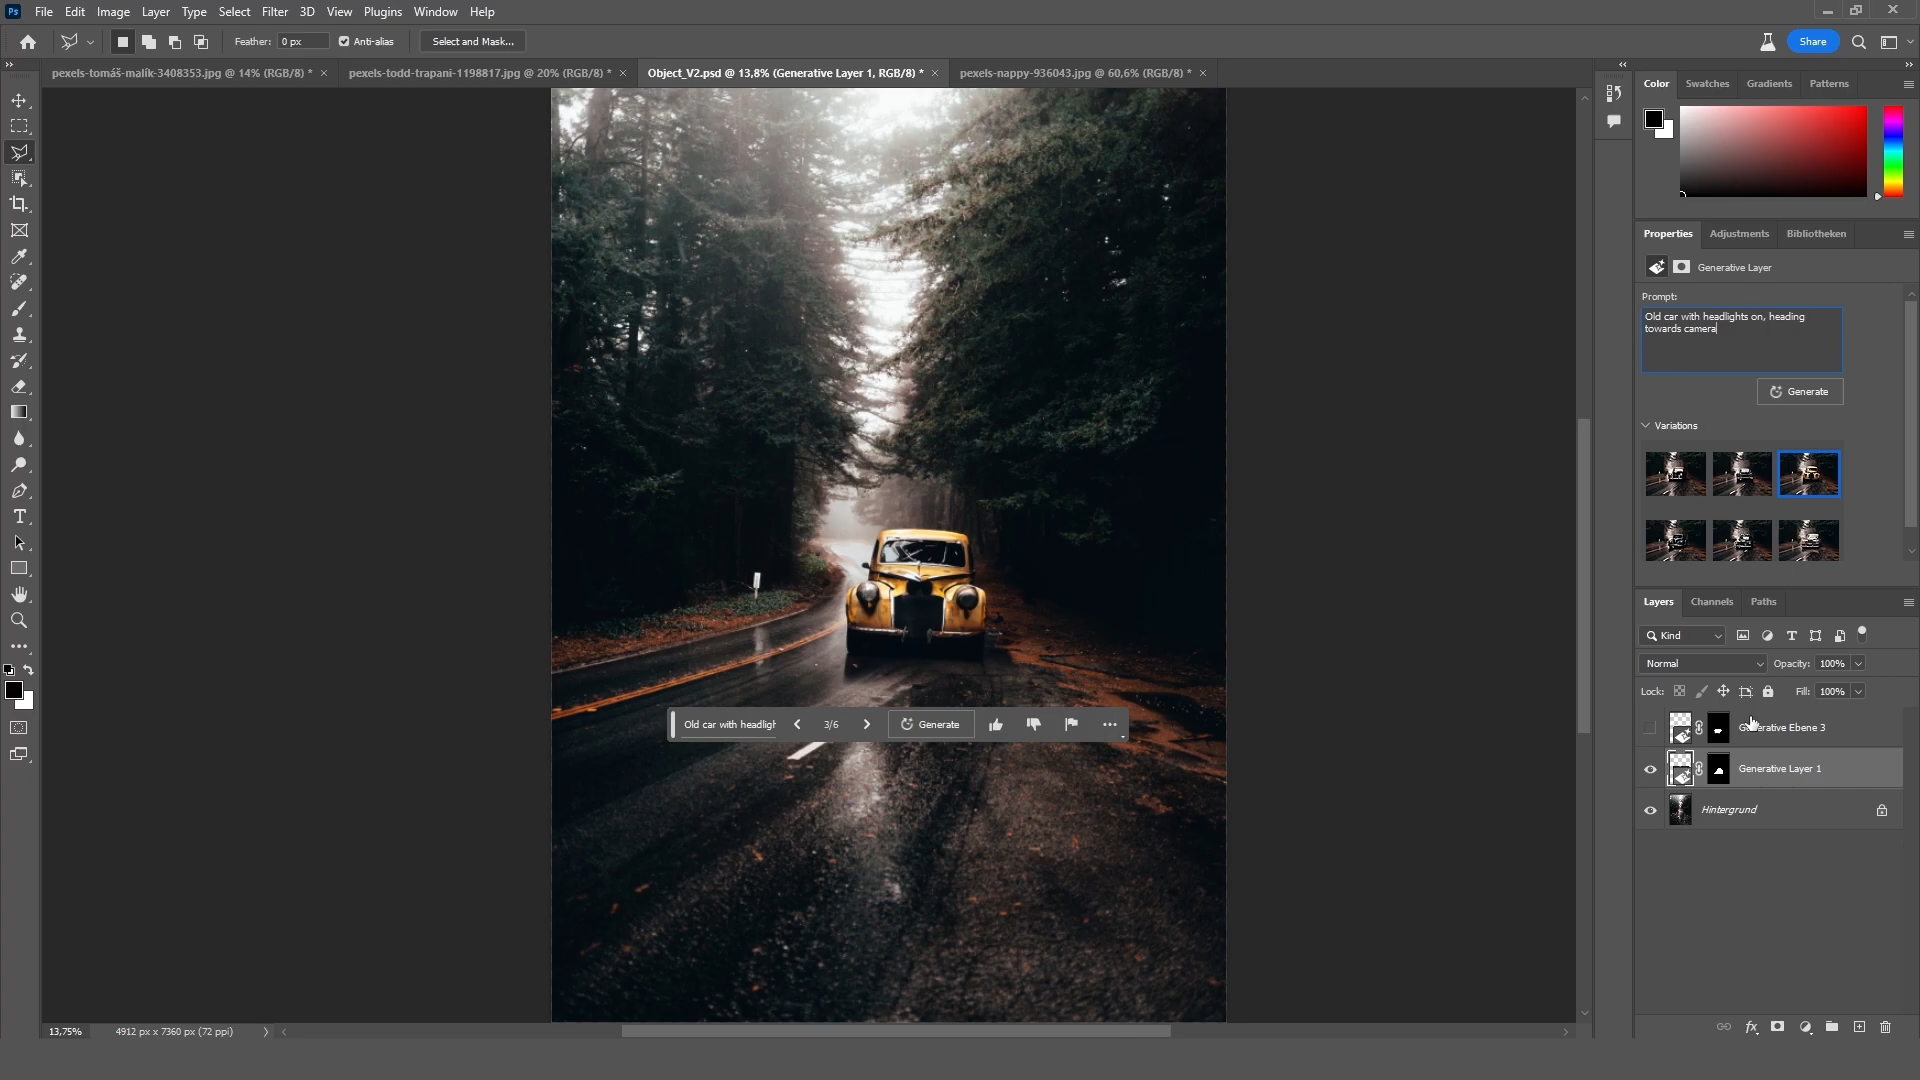 Ps File Edit Image Layer Type Select Filter 3D View Plugins Window Help
Feather: 0 px Anti-alias Select and Mask... Share
pexels-tomáš-malík-3408353.jpg @ 14% (RGB/8) * pexels-todd-trapani-1198817.jpg @ 20% (RGB/8) * Object_V2.psd @ 13,8% (Generative Layer 1, RGB/8) * pexels-nappy-936043.jpg @ 60,6% (RGB/8) *
Color Swatches Gradients Patterns
Properties Adjustments Bibliotheken
Generative Layer
Prompt:
Old car with headlights on, heading
towards camera
Generate
Variations
Layers Channels Paths
Kind
Normal Opacity: 100%
Lock: Fill: 100%
Old car with headligh 3/6 Generate
Generative Ebene 3
Generative Layer 1
Hintergrund
13,75% 4912 px x 7360 px (72 ppi)